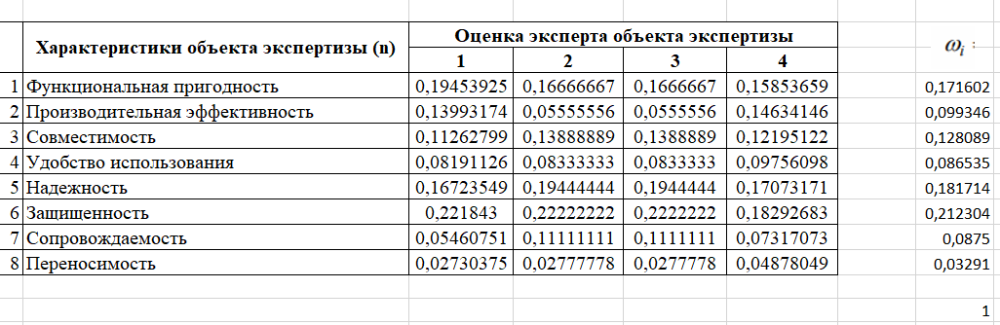 Характеристики объекта экспертизы (n) Оценка эксперта объекта экспертизы ωi :
1 2 3 4
1 Функциональная пригодность 0,19453925 0,16666667 0,1666667 0,15853659 0,171602
2 Производительная эффективность 0,13993174 0,05555556 0,0555556 0,14634146 0,099346
3 Совместимость 0,11262799 0,13888889 0,1388889 0,12195122 0,128089
4 Удобство использования 0,08191126 0,08333333 0,0833333 0,09756098 0,086535
5 Надежность 0,16723549 0,19444444 0,1944444 0,17073171 0,181714
6 Защищенность 0,221843 0,22222222 0,2222222 0,18292683 0,212304
7 Сопровождаемость 0,05460751 0,11111111 0,1111111 0,07317073 0,0875
8 Переносимость 0,02730375 0,02777778 0,0277778 0,04878049 0,03291
1